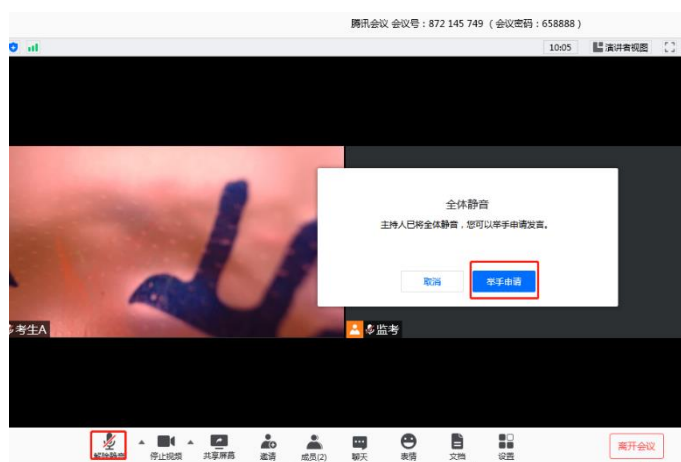 腾讯会议 会议号：872 145 749 （会议密码：658888）
10:05 演讲者视图
全体静音
主持人已将全体静音，您可以举手申请发言。
取消 举手申请
考生A 监考
解除静音 停止视频 共享屏幕 邀请 成员(2) 聊天 表情 文档 设置 离开会议